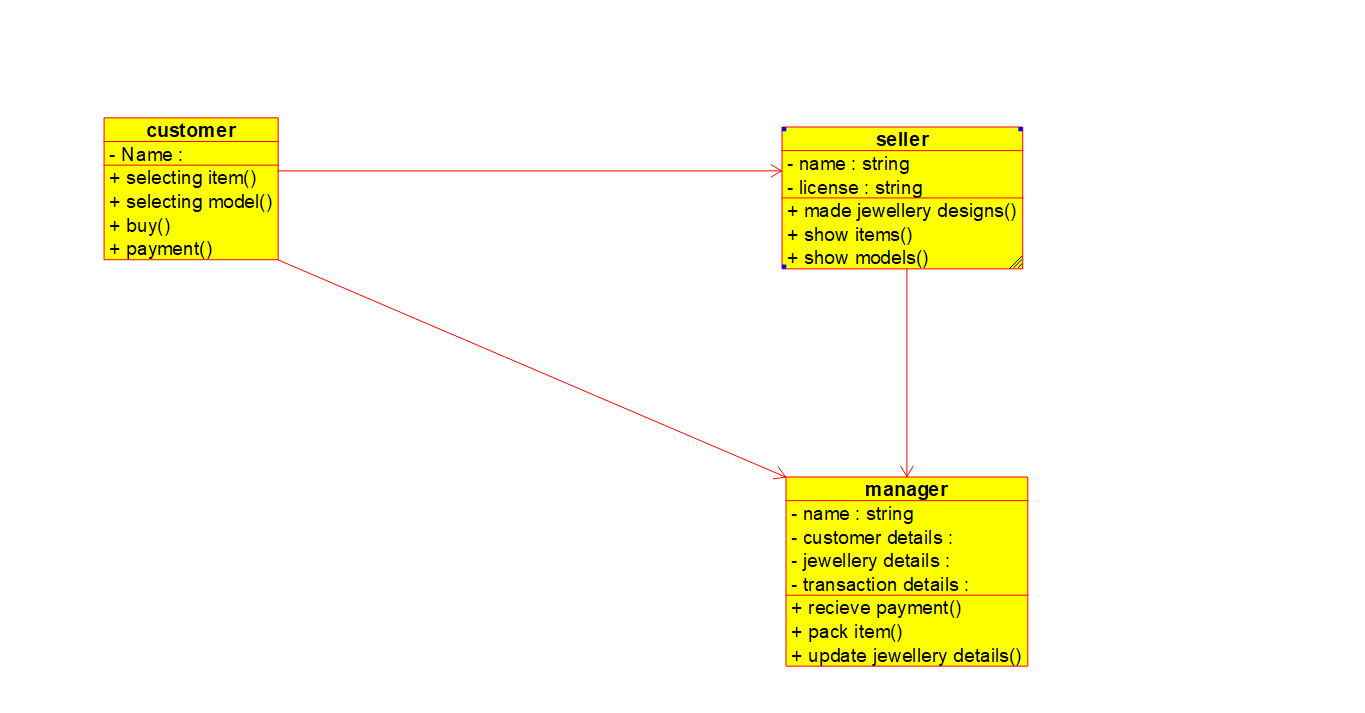 customer
- Name :
+ selecting item()
+ selecting model()
+ buy()
+ payment()
seller
- name : string
- license : string
+ made jewellery designs()
+ show items()
+ show models()
manager
- name : string
- customer details :
- jewellery details :
- transaction details :
+ recieve payment()
+ pack item()
+ update jewellery details()